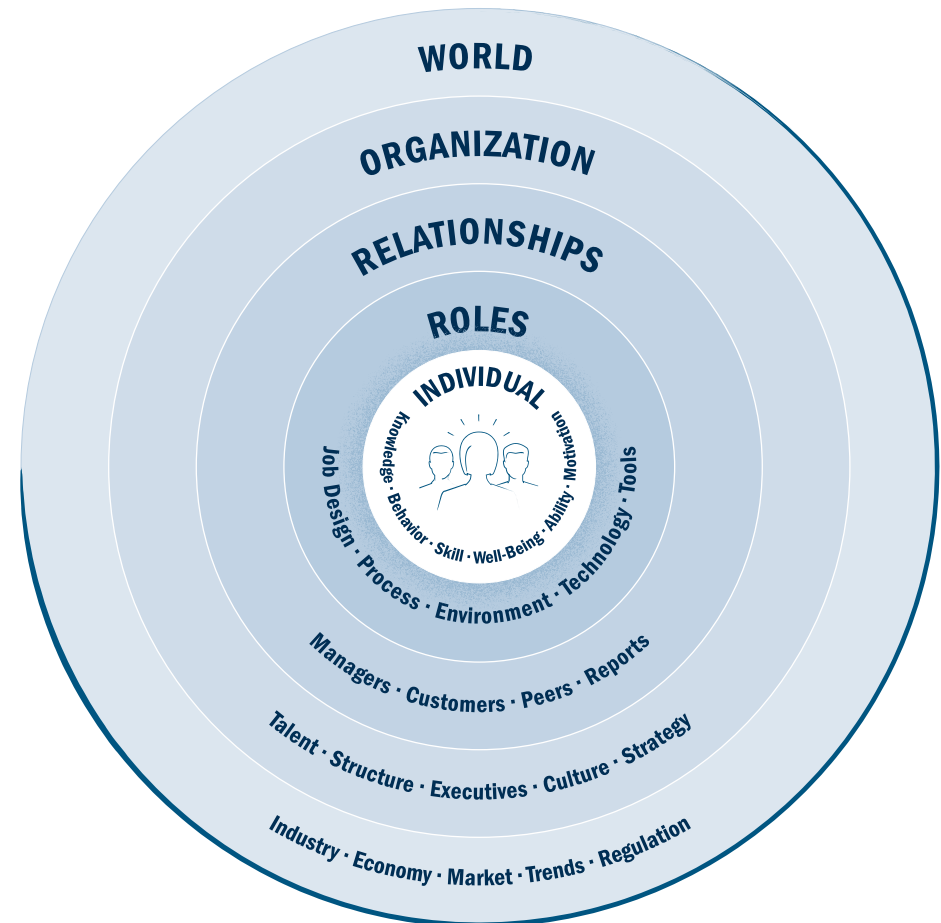 WORLD
ORGANIZATION
RELATIONSHIPS
ROLES
INDIVIDUAL
Knowledge · Behavior · Skill · Well-Being · Ability · Motivation
Job Design · Process · Environment · Technology · Tools
Managers · Customers · Peers · Reports
Talent · Structure · Executives · Culture · Strategy
Industry · Economy · Market · Trends · Regulation